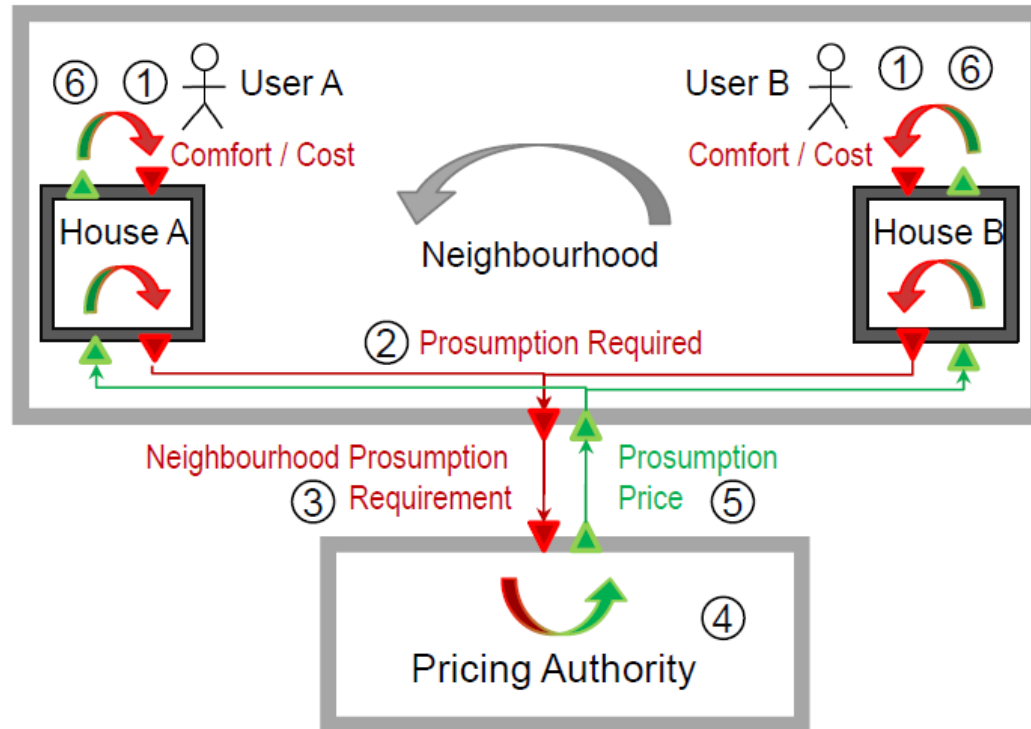 ⑥ ① User A
User B ① ⑥
Comfort / Cost
Comfort / Cost
House A
Neighbourhood
House B
② Prosumption Required
Neighbourhood Prosumption
③ Requirement
Prosumption
Price ⑤
④
Pricing Authority